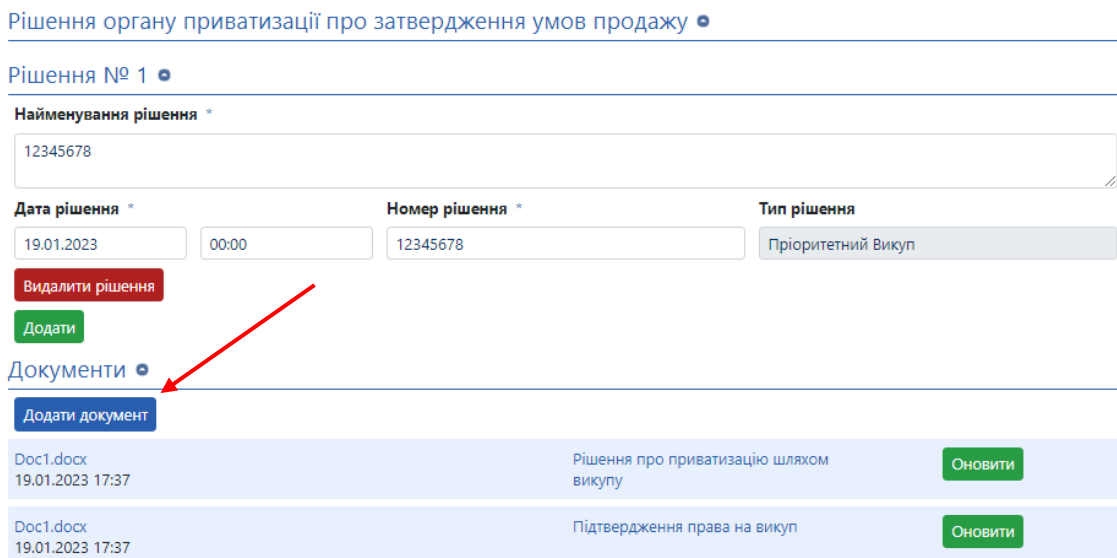 Рішення органу приватизації про затвердження умов продажу
Рішення № 1
Найменування рішення *
12345678
Дата рішення * Номер рішення * Тип рішення
19.01.2023 00:00 12345678 Пріоритетний Викуп
Видалити рішення
Додати
Документи
Додати документ
Doc1.docx Рішення про приватизацію шляхом Оновити
19.01.2023 17:37 викупу
Doc1.docx Підтвердження права на викуп Оновити
19.01.2023 17:37